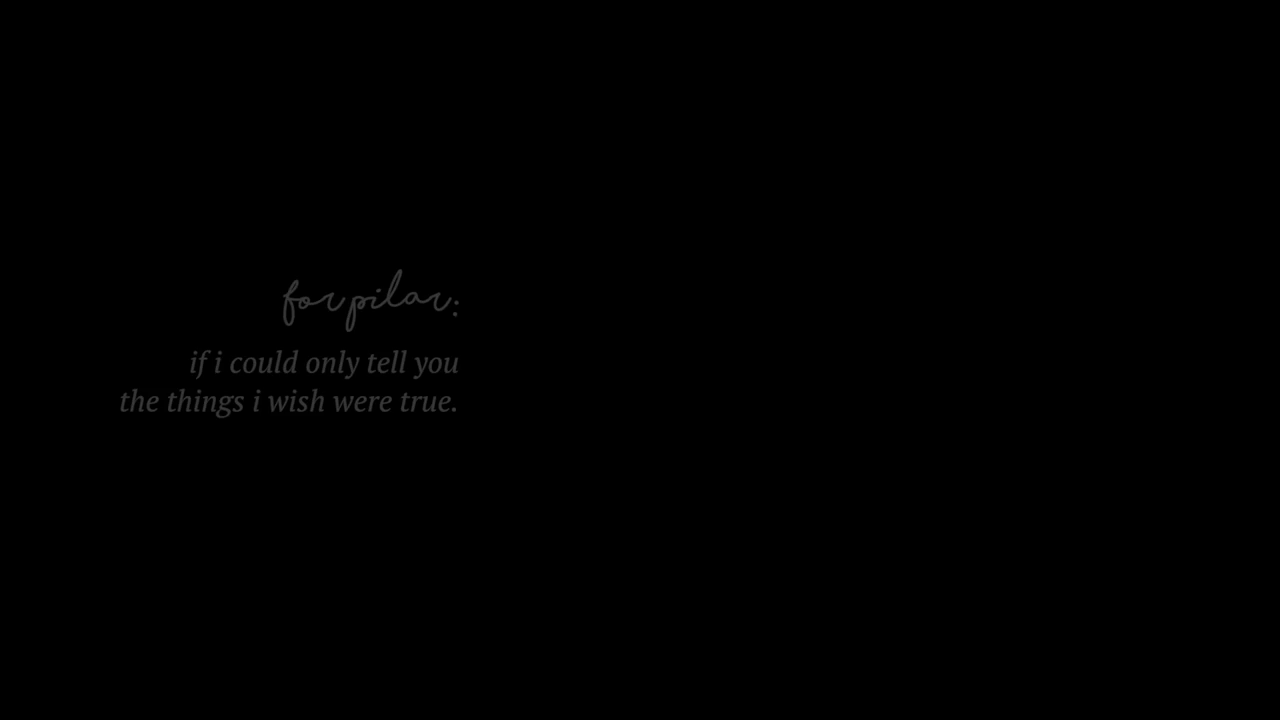 for pilar:
if i could only tell you
the things i wish were true.